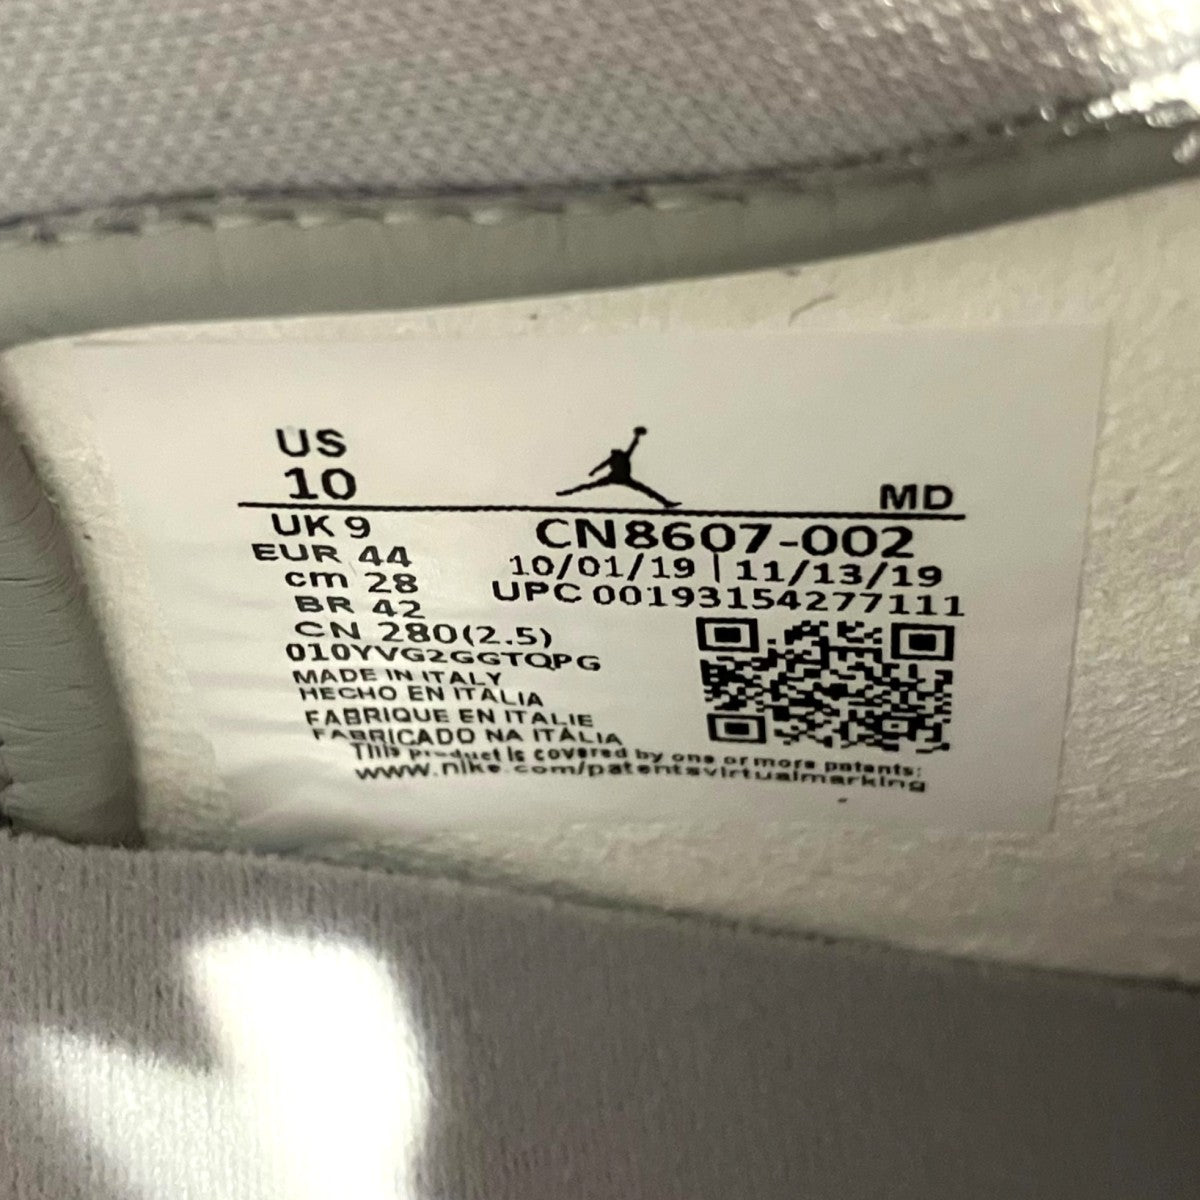 US
10
MD
UK 9
EUR 44
cm 28
BR 42
CN 280(2.5)
010YVG2GGTQPG
CN8607-002
10/01/19 | 11/13/19
UPC 00193154277111
MADE IN ITALY
HECHO EN ITALIA
FABRIQUE EN ITALIE
FABRICADO NA ITÁLIA
This product is covered by one or more patents:
www.nike.com/patentsvirtualmarking